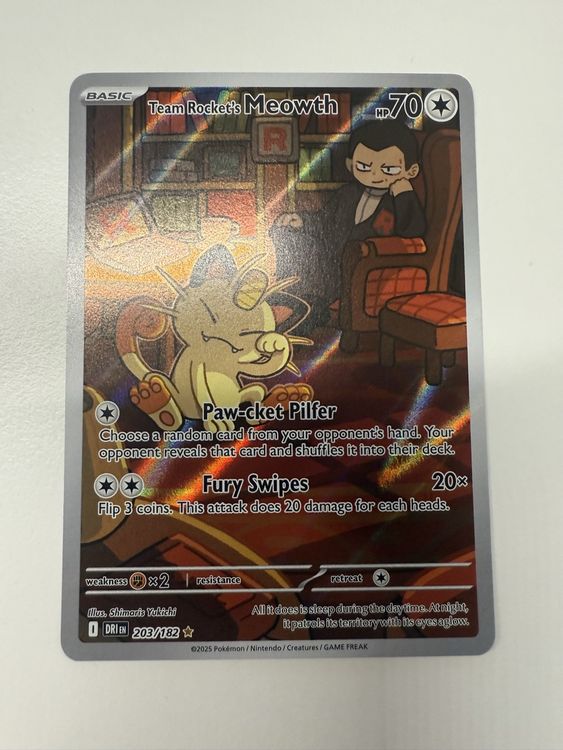 BASIC Team Rocket's Meowth HP70
R
Paw-cket Pilfer
Choose a random card from your opponent's hand. Your
opponent reveals that card and shuffles it into their deck.
Fury Swipes 20×
Flip 3 coins. This attack does 20 damage for each heads.
weakness ×2 resistance retreat
Illus. Shimaris Yukichi
All it does is sleep during the daytime. At night,
it patrols its territory with its eyes aglow.
I DRI EN 203/182
©2025 Pokémon / Nintendo / Creatures / GAME FREAK